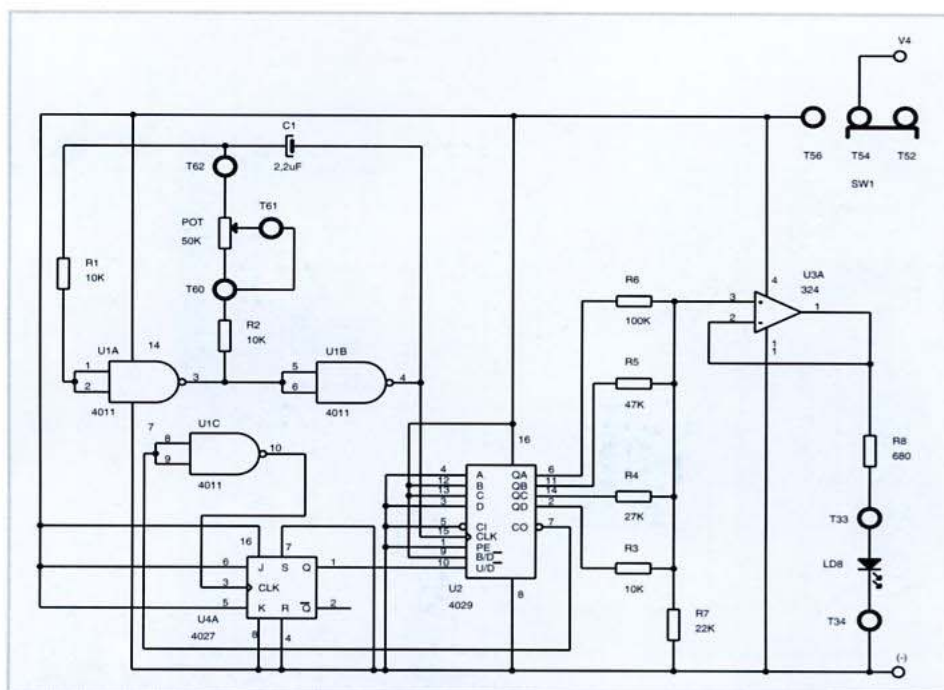 V4
C1
2,2uF
T62
T56
T54
T52
SW1
T61
POT
50K
R1
10K
T60
R2
10K
R6
100K
4
U3A
324
3
2
1
1
1
U1A
14
1
2
3
4011
U1B
5
6
4
4011
R5
47K
7
U1C
8
9
10
4011
16
R8
680
4 A QA 6
12 B QB 11
13 C QC 14
3 D QD 2
5 CI CO 7
15 CLK
1 PE
9 B/D
10 U/D
R4
27K
T33
R3
10K
LD8
16
7
6 J S Q 1
3 CLK
5 K R Q 2
U4A
4027
8
4
U2
4029
8
R7
22K
T34
(-)